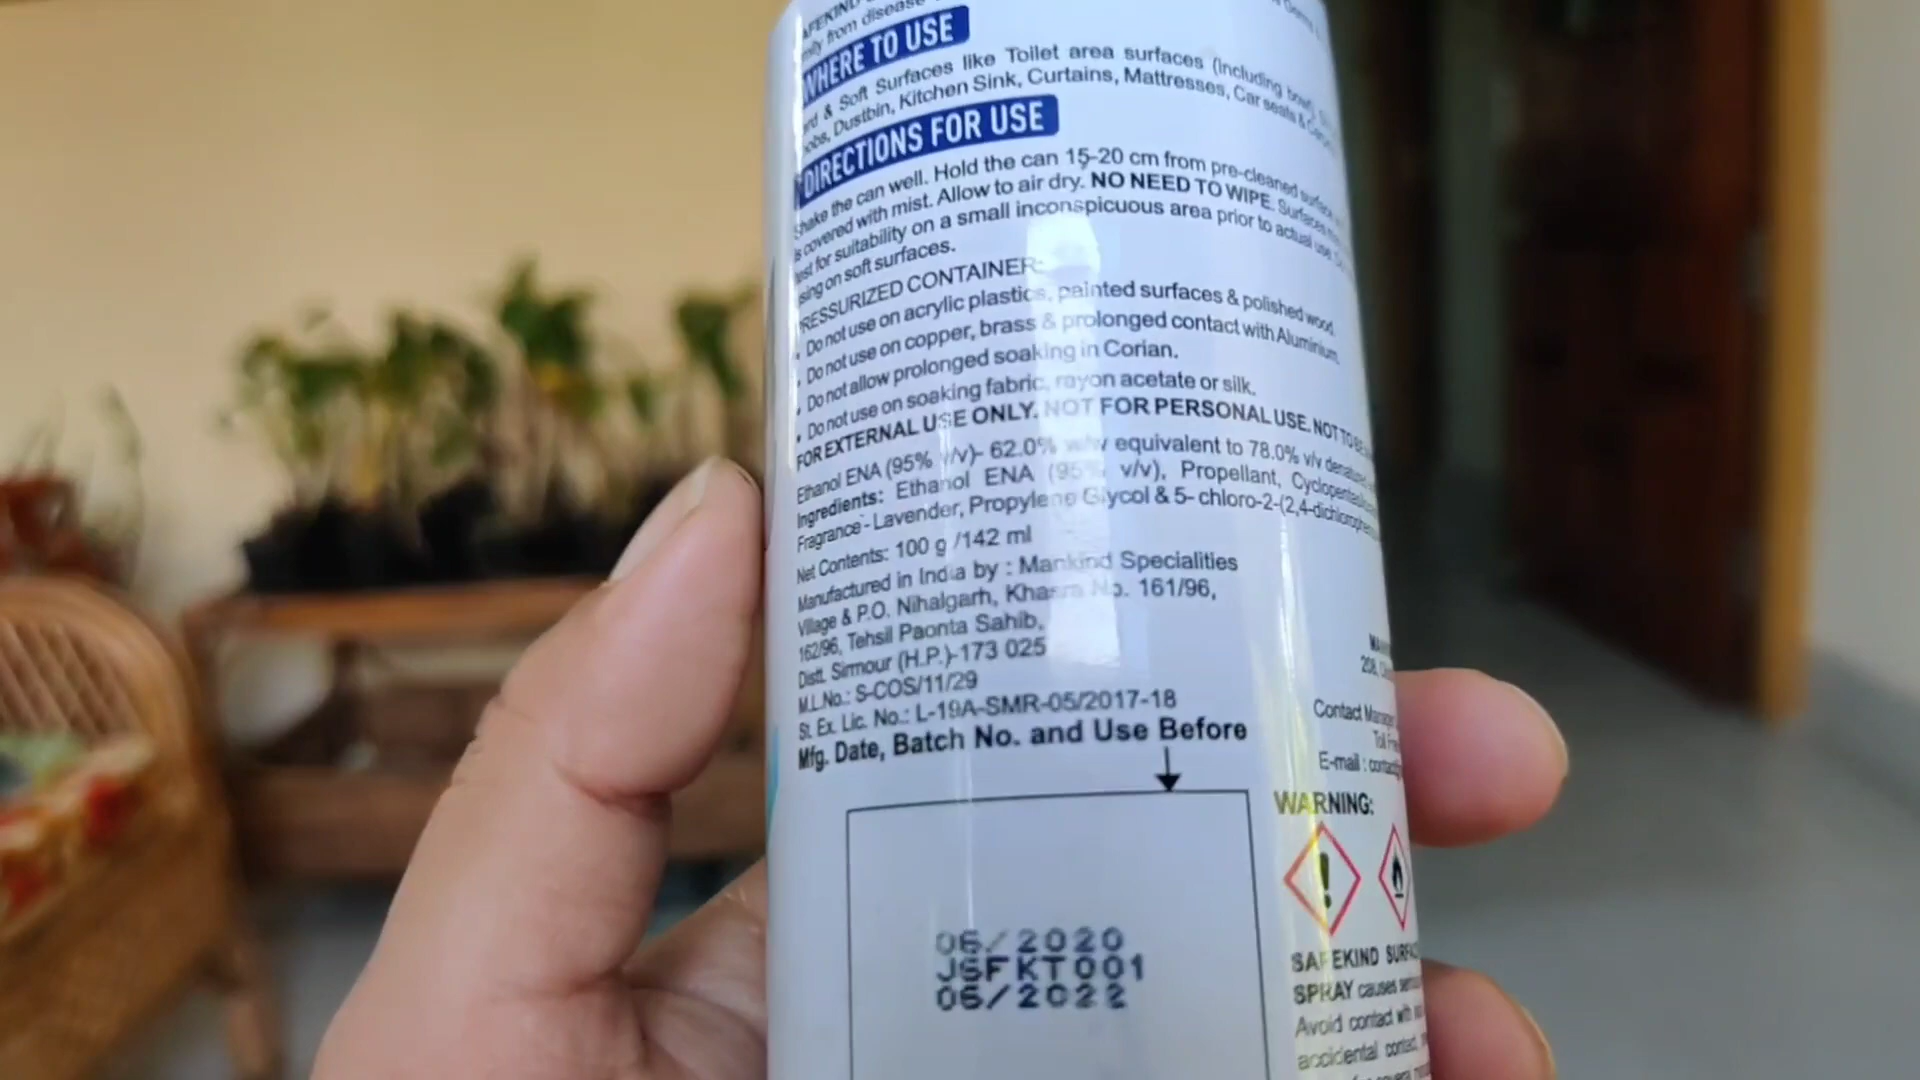 SAFEKIND
from disease
WHERE TO USE
& Soft Surfaces like Toilet area surfaces (Including bowl)
Dustbin, Kitchen Sink, Curtains, Mattresses, Car seats &
DIRECTIONS FOR USE
Shake the can well. Hold the can 15-20 cm from pre-cleaned surface
is covered with mist. Allow to air dry. NO NEED TO WIPE. Surfaces
test for suitability on a small inconspicuous area prior to actual use.
using on soft surfaces.
PRESSURIZED CONTAINER:
• Do not use on acrylic plastics, painted surfaces & polished wood.
• Do not use on copper, brass & prolonged contact with Aluminium.
• Do not allow prolonged soaking in Corian.
• Do not use on soaking fabric, rayon acetate or silk.
FOR EXTERNAL USE ONLY. NOT FOR PERSONAL USE. NOT TO BE
Ethanol ENA (95% v/v)- 62.0% w/w equivalent to 78.0% v/v
Ingredients: Ethanol ENA (95% v/v), Propellant,
Fragrance - Lavender, Propylene Glycol & 5- chloro-2-(2,4-
Net Contents: 100 g /142 ml
Manufactured in India by : Mankind Specialities
Village & P.O. Nihalgarh, Khasra No. 161/96,
162/96, Tehsil Paonta Sahib,
Distt. Sirmour (H.P.)-173 025
M.L.No.: S-COS/11/29
St. Ex. Lic. No.: L-19A-SMR-05/2017-18
Mfg. Date, Batch No. and Use Before
06/2020
JSFKT001
06/2022
208,
Contact
E-mail :
WARNING:
SAFEKIND
SPRAY causes
Avoid contact with
accidental contact,